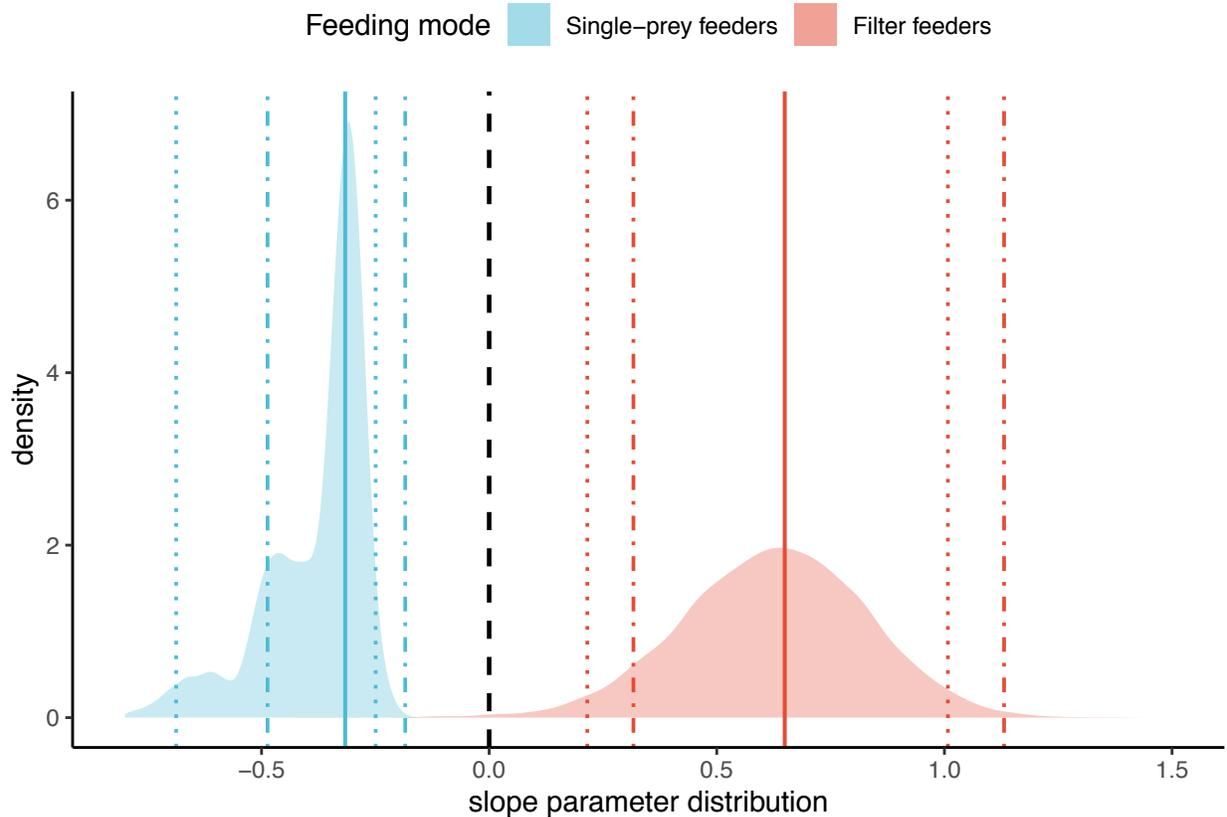 Feeding mode Single−prey feeders Filter feeders
6
4
2
0
density
−0.5 0.0 0.5 1.0 1.5
slope parameter distribution